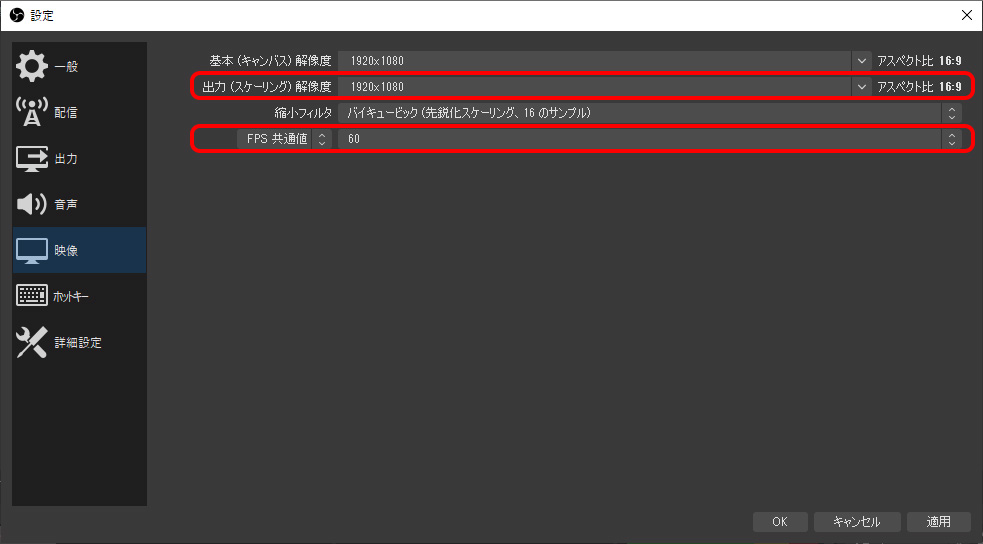 設定
一般
配信
出力
音声
映像
ホットキー
詳細設定
基本 (キャンバス) 解像度 1920x1080 アスペクト比 16:9
出力 (スケーリング) 解像度 1920x1080 アスペクト比 16:9
縮小フィルタ バイキュービック (先鋭化スケーリング、16 のサンプル)
FPS 共通値 60
OK キャンセル 適用